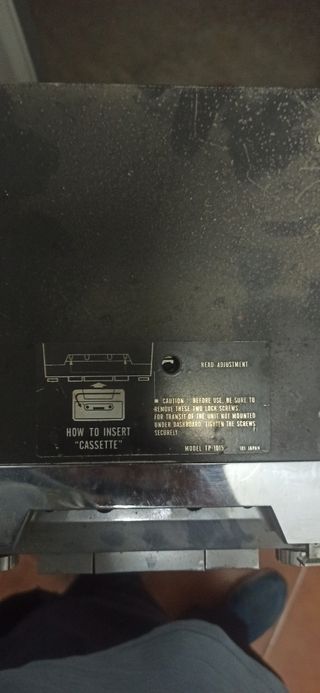 HEAD ADJUSTMENT
HOW TO INSERT
"CASSETTE"
■ CAUTION BEFORE USE, BE SURE TO
REMOVE THESE TWO LOCK SCREWS.
FOR TRANSIT OF THE UNIT NOT MOUNTED
UNDER DASHBOARD, TIGHTEN THE SCREWS
SECURELY.
MODEL TP-1015 JAPAN